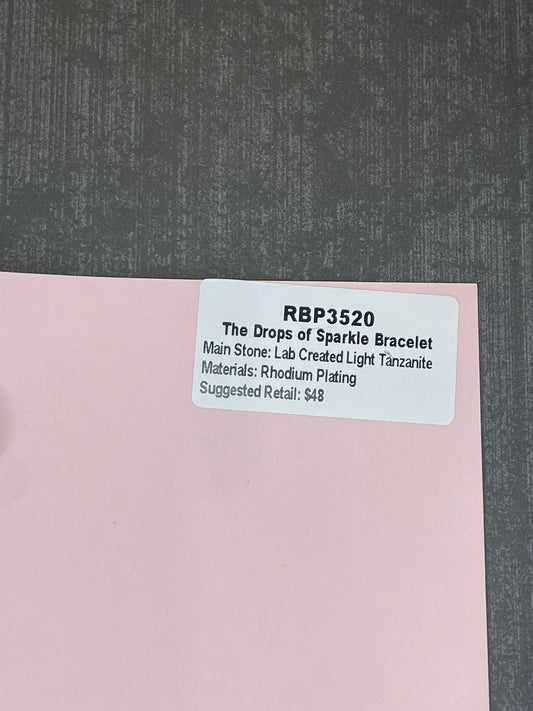 RBP3520
The Drops of Sparkle Bracelet
Main Stone: Lab Created Light Tanzanite
Materials: Rhodium Plating
Suggested Retail: $48